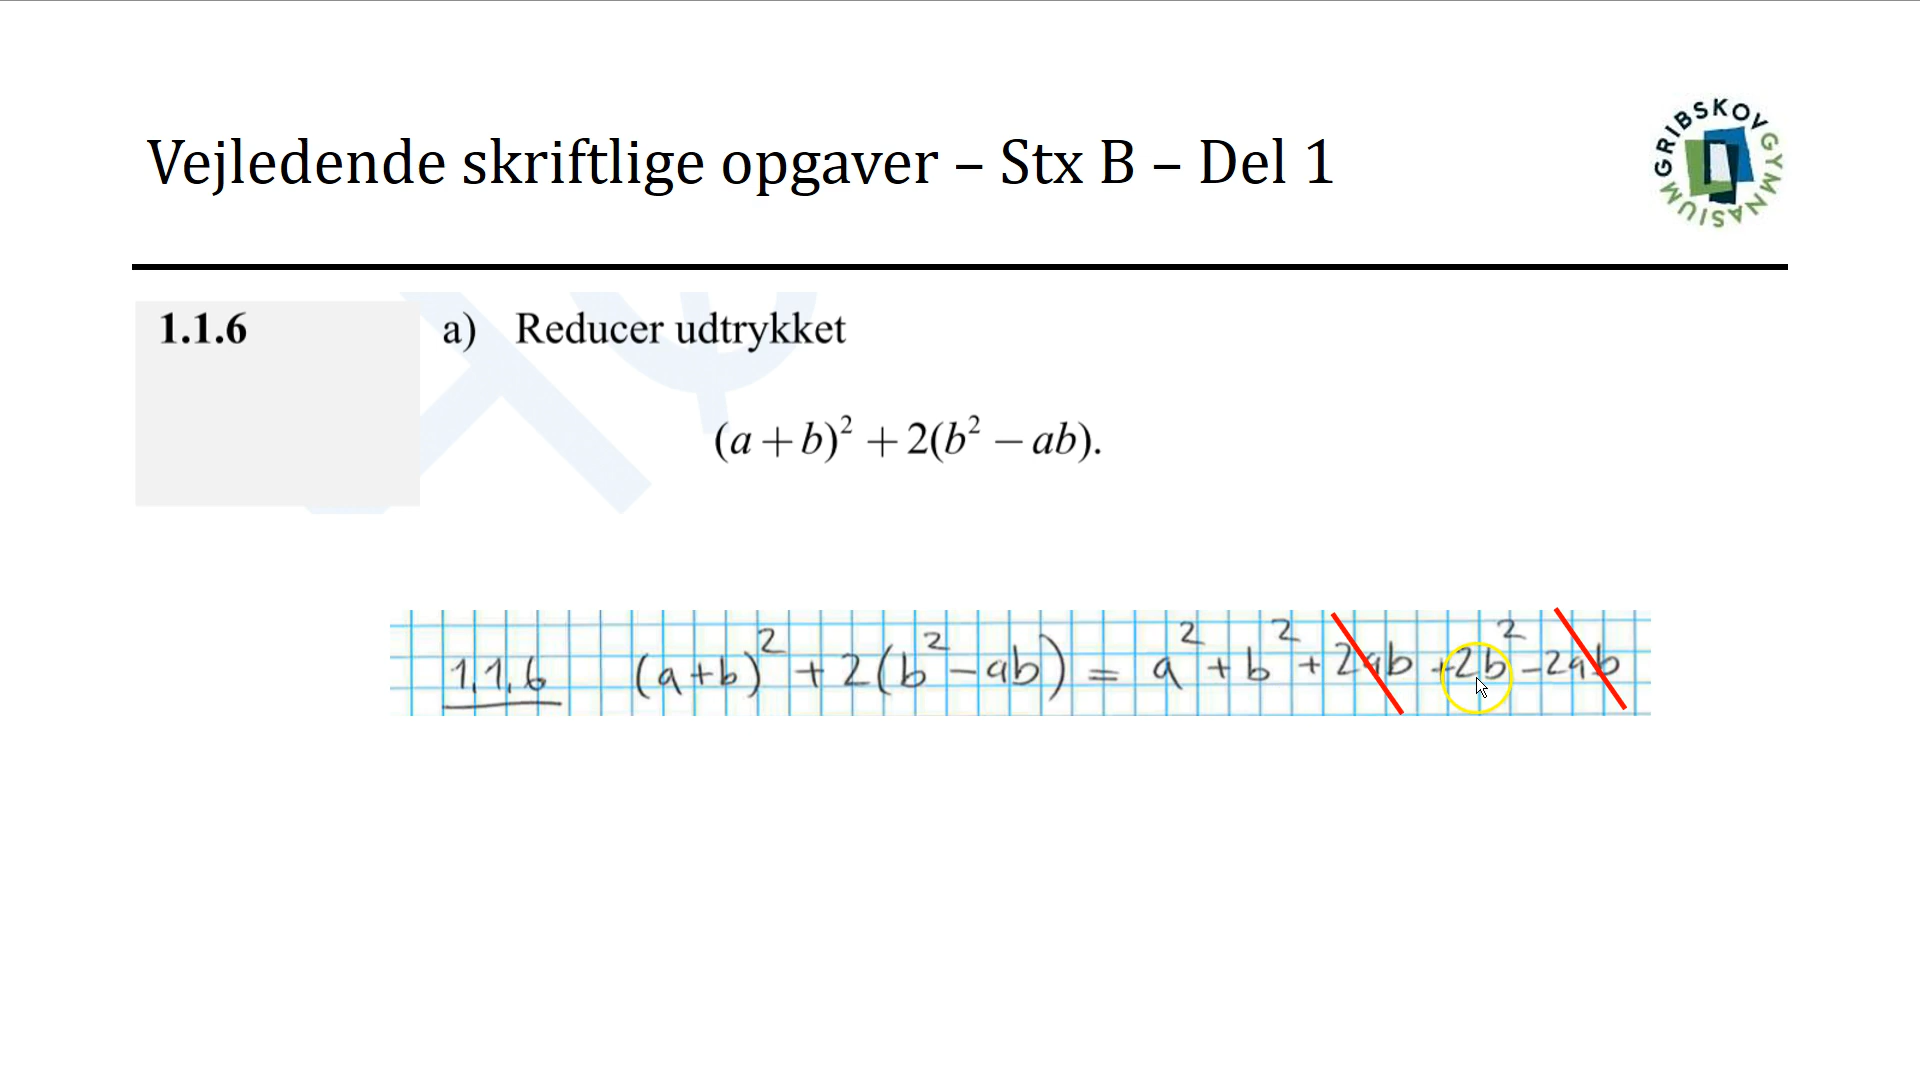 Vejledende skriftlige opgaver – Stx B – Del 1
GRIBSKOV GYMNASIUM
1.1.6 a) Reducer udtrykket
(a + b)² + 2(b² − ab).
1.1.6 (a+b)² + 2(b² − ab) = a² + b² + 2ab + 2b² − 2ab